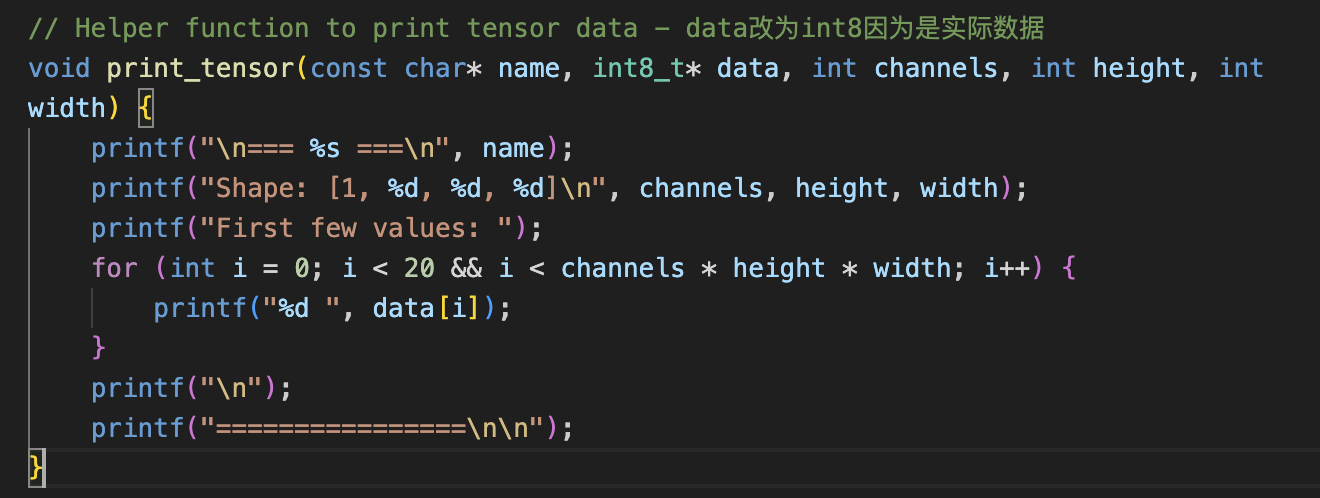 // Helper function to print tensor data - data改为int8因为是实际数据
void print_tensor(const char* name, int8_t* data, int channels, int height, int
width) {
    printf("\n=== %s ===\n", name);
    printf("Shape: [1, %d, %d, %d]\n", channels, height, width);
    printf("First few values: ");
    for (int i = 0; i < 20 && i < channels * height * width; i++) {
        printf("%d ", data[i]);
    }
    printf("\n");
    printf("================\n\n");
}